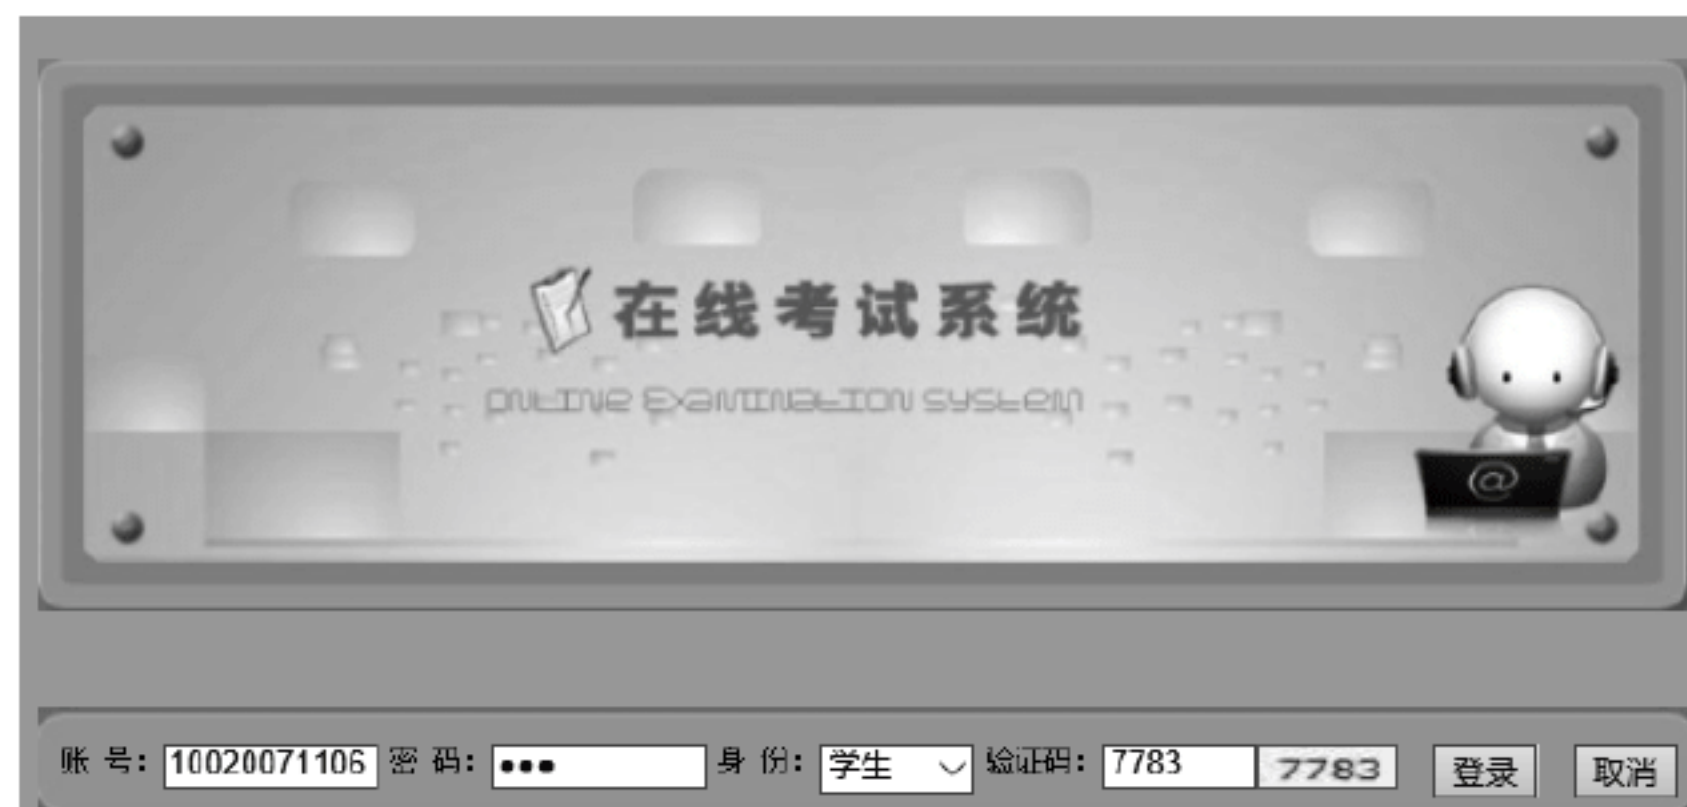 在线考试系统
ONLINE EXAMINATION SYSTEM
@
账 号: 10020071106 密 码: ●●● 身 份: 学生 验证码: 7783 7783 登录 取消